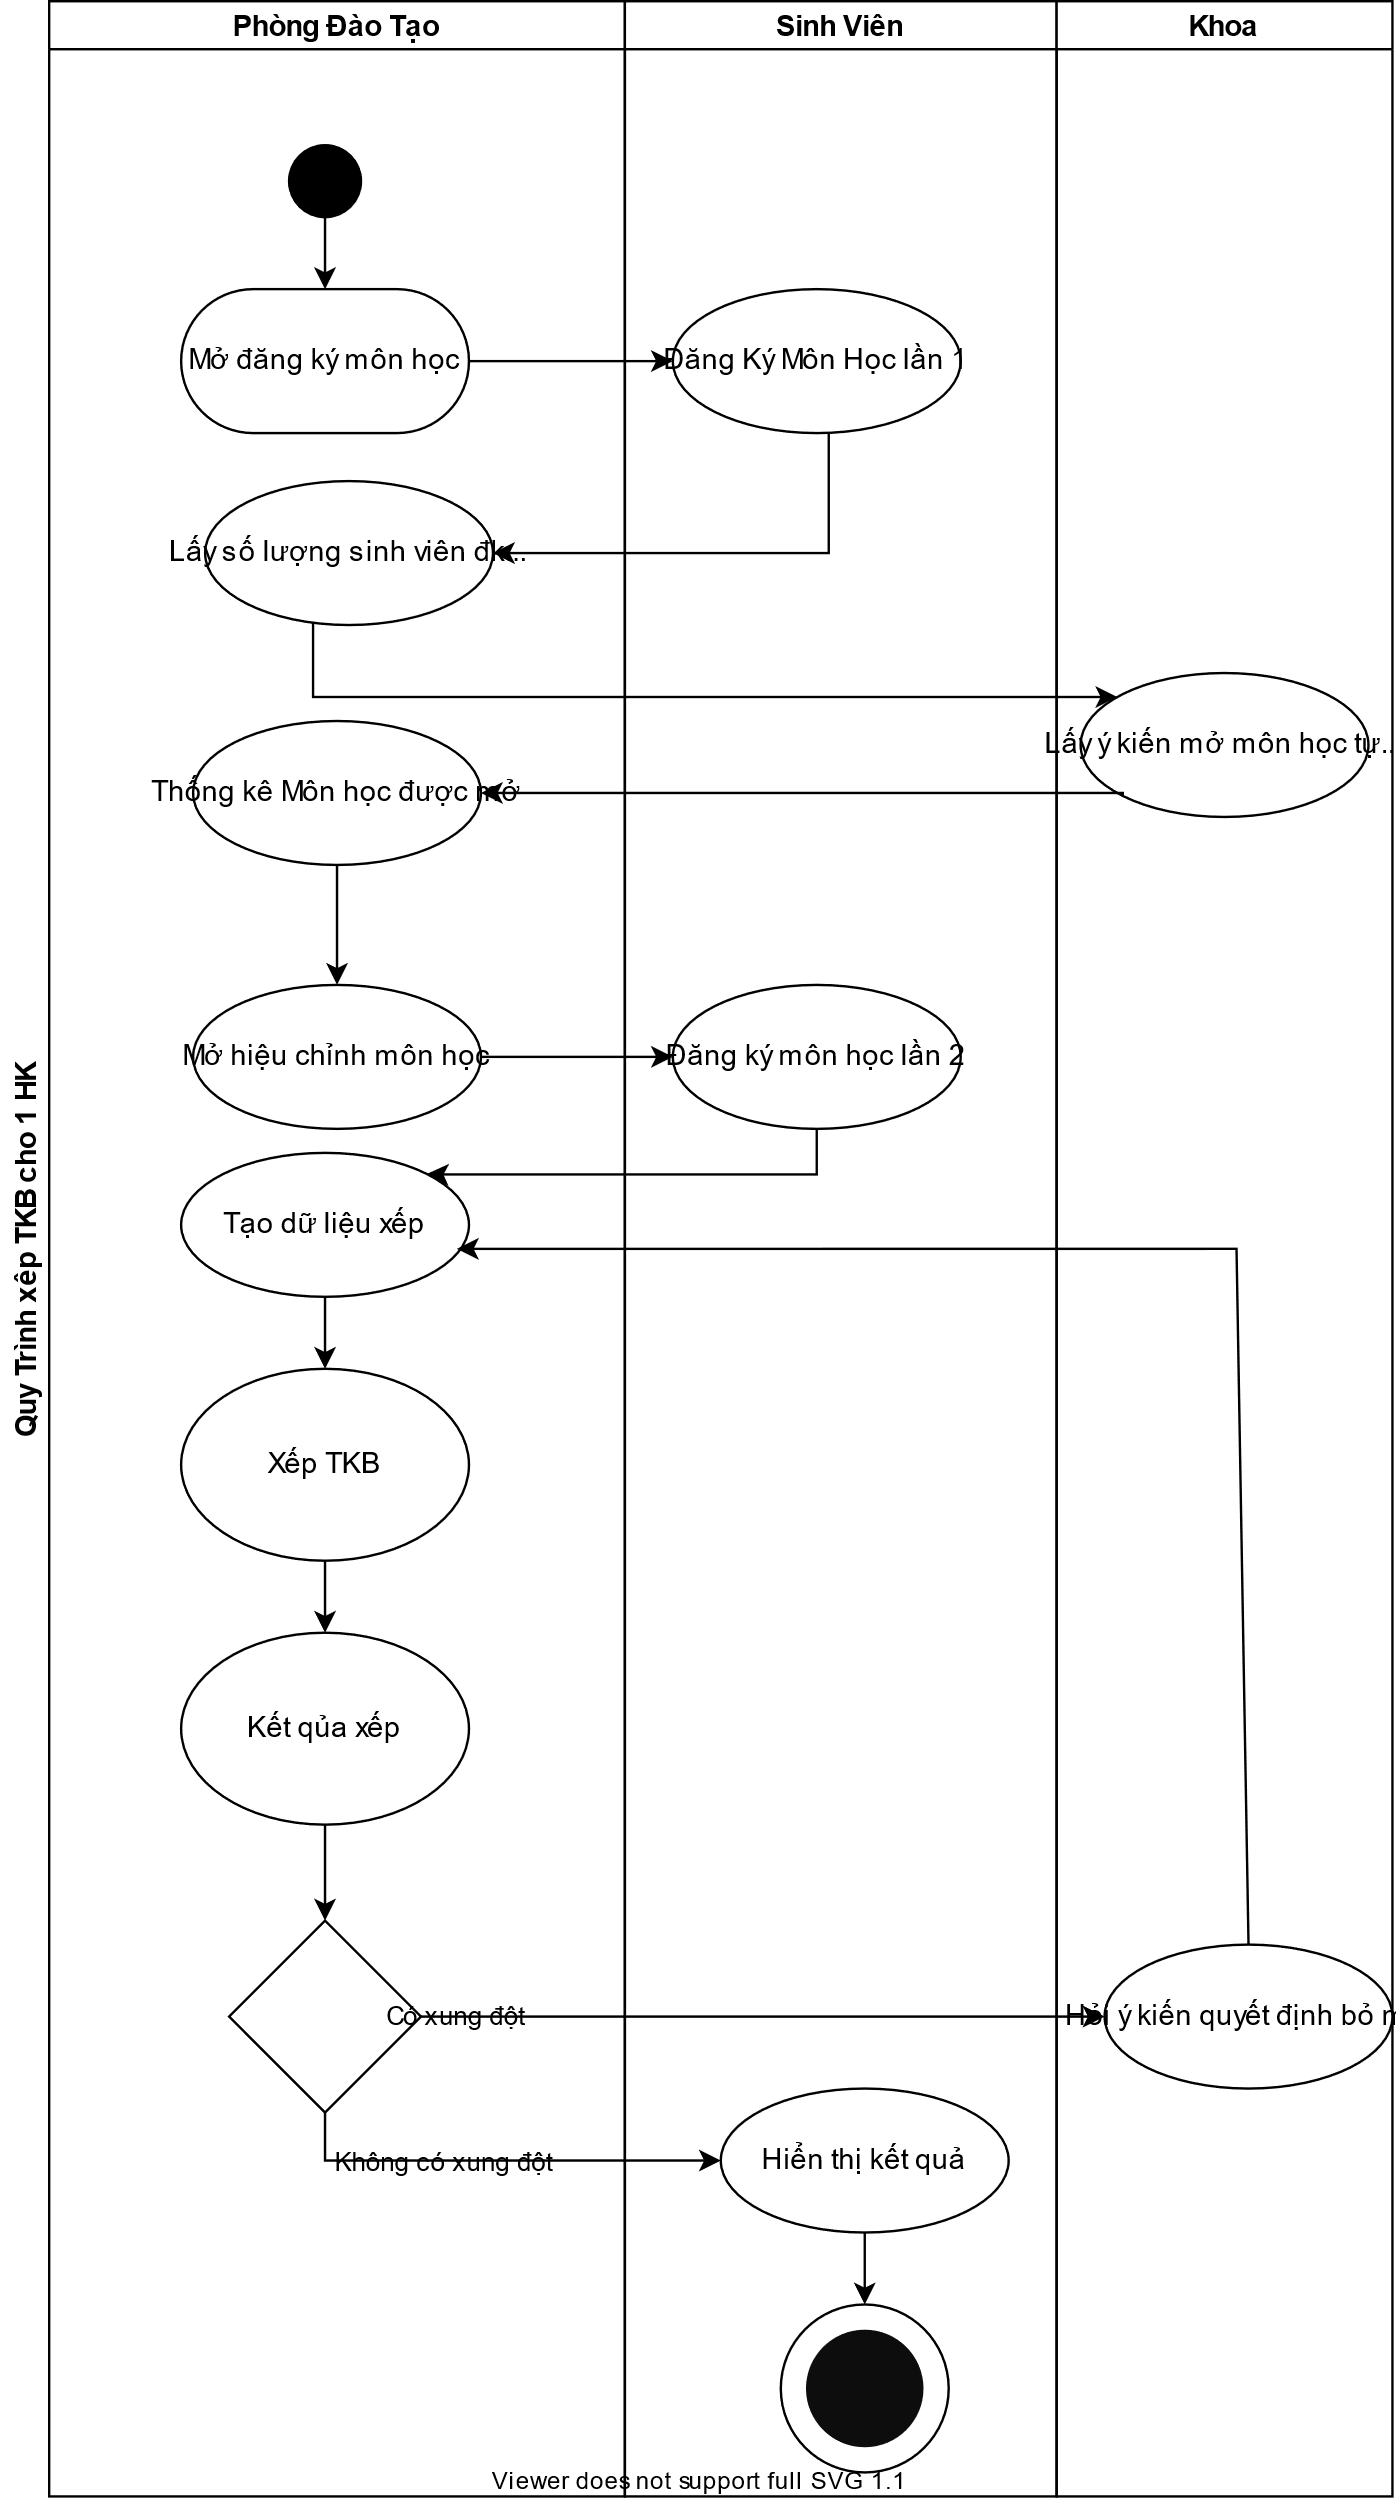 Phòng Đào Tạo
Sinh Viên
Khoa
Quy Trình xếp TKB cho 1 HK
Mở đăng ký môn học
Đăng Ký Môn Học lần 1
Lấy số lượng sinh viên đk...
Lấy ý kiến mở môn học tự...
Thống kê Môn học được mở
Mở hiệu chỉnh môn học
Đăng ký môn học lần 2
Tạo dữ liệu xếp
Xếp TKB
Kết qủa xếp
Có xung đột
Hỏi ý kiến quyết định bỏ
Không có xung đột
Hiển thị kết quả
Viewer does not support full SVG 1.1